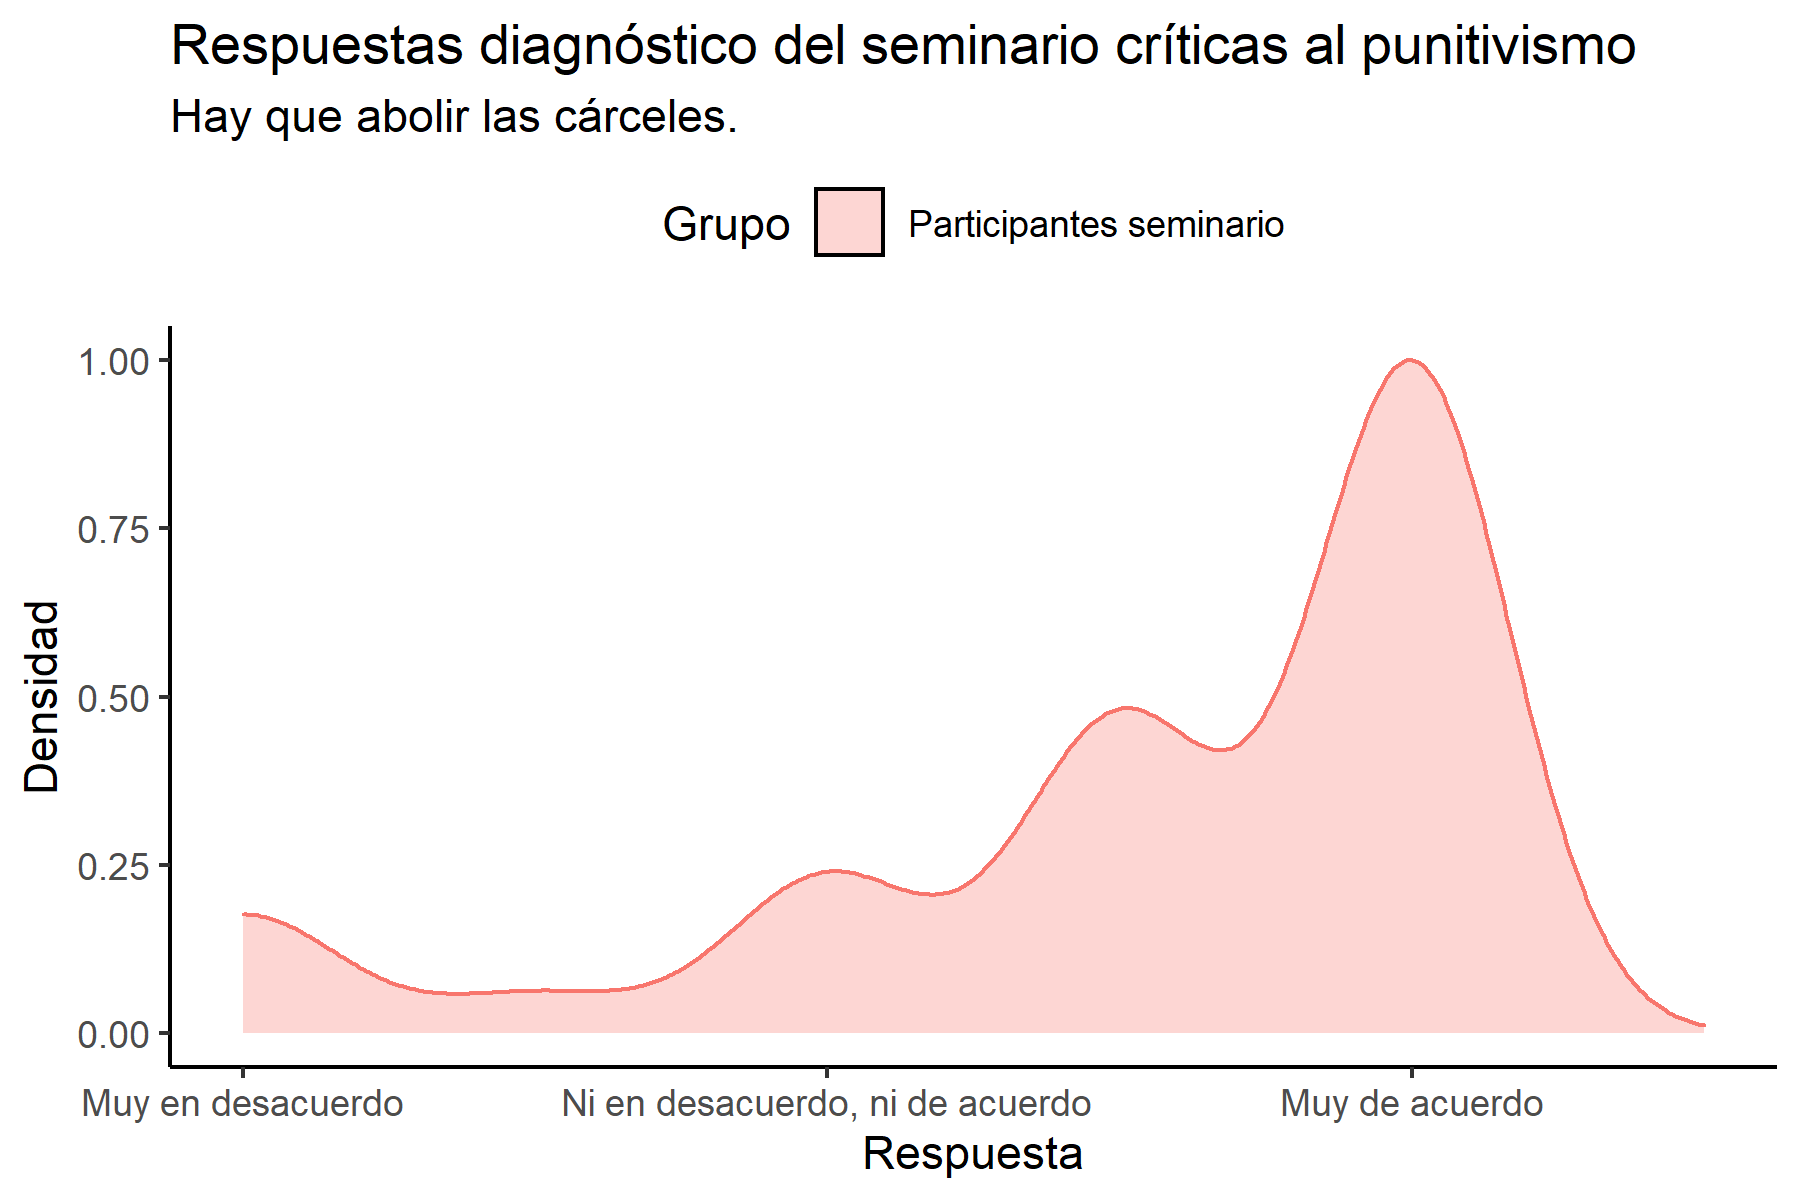 Respuestas diagnóstico del seminario críticas al punitivismo
Hay que abolir las cárceles.
Grupo Participantes seminario
1.00
0.75
0.50
0.25
0.00
Densidad
Muy en desacuerdo Ni en desacuerdo, ni de acuerdo Muy de acuerdo
Respuesta